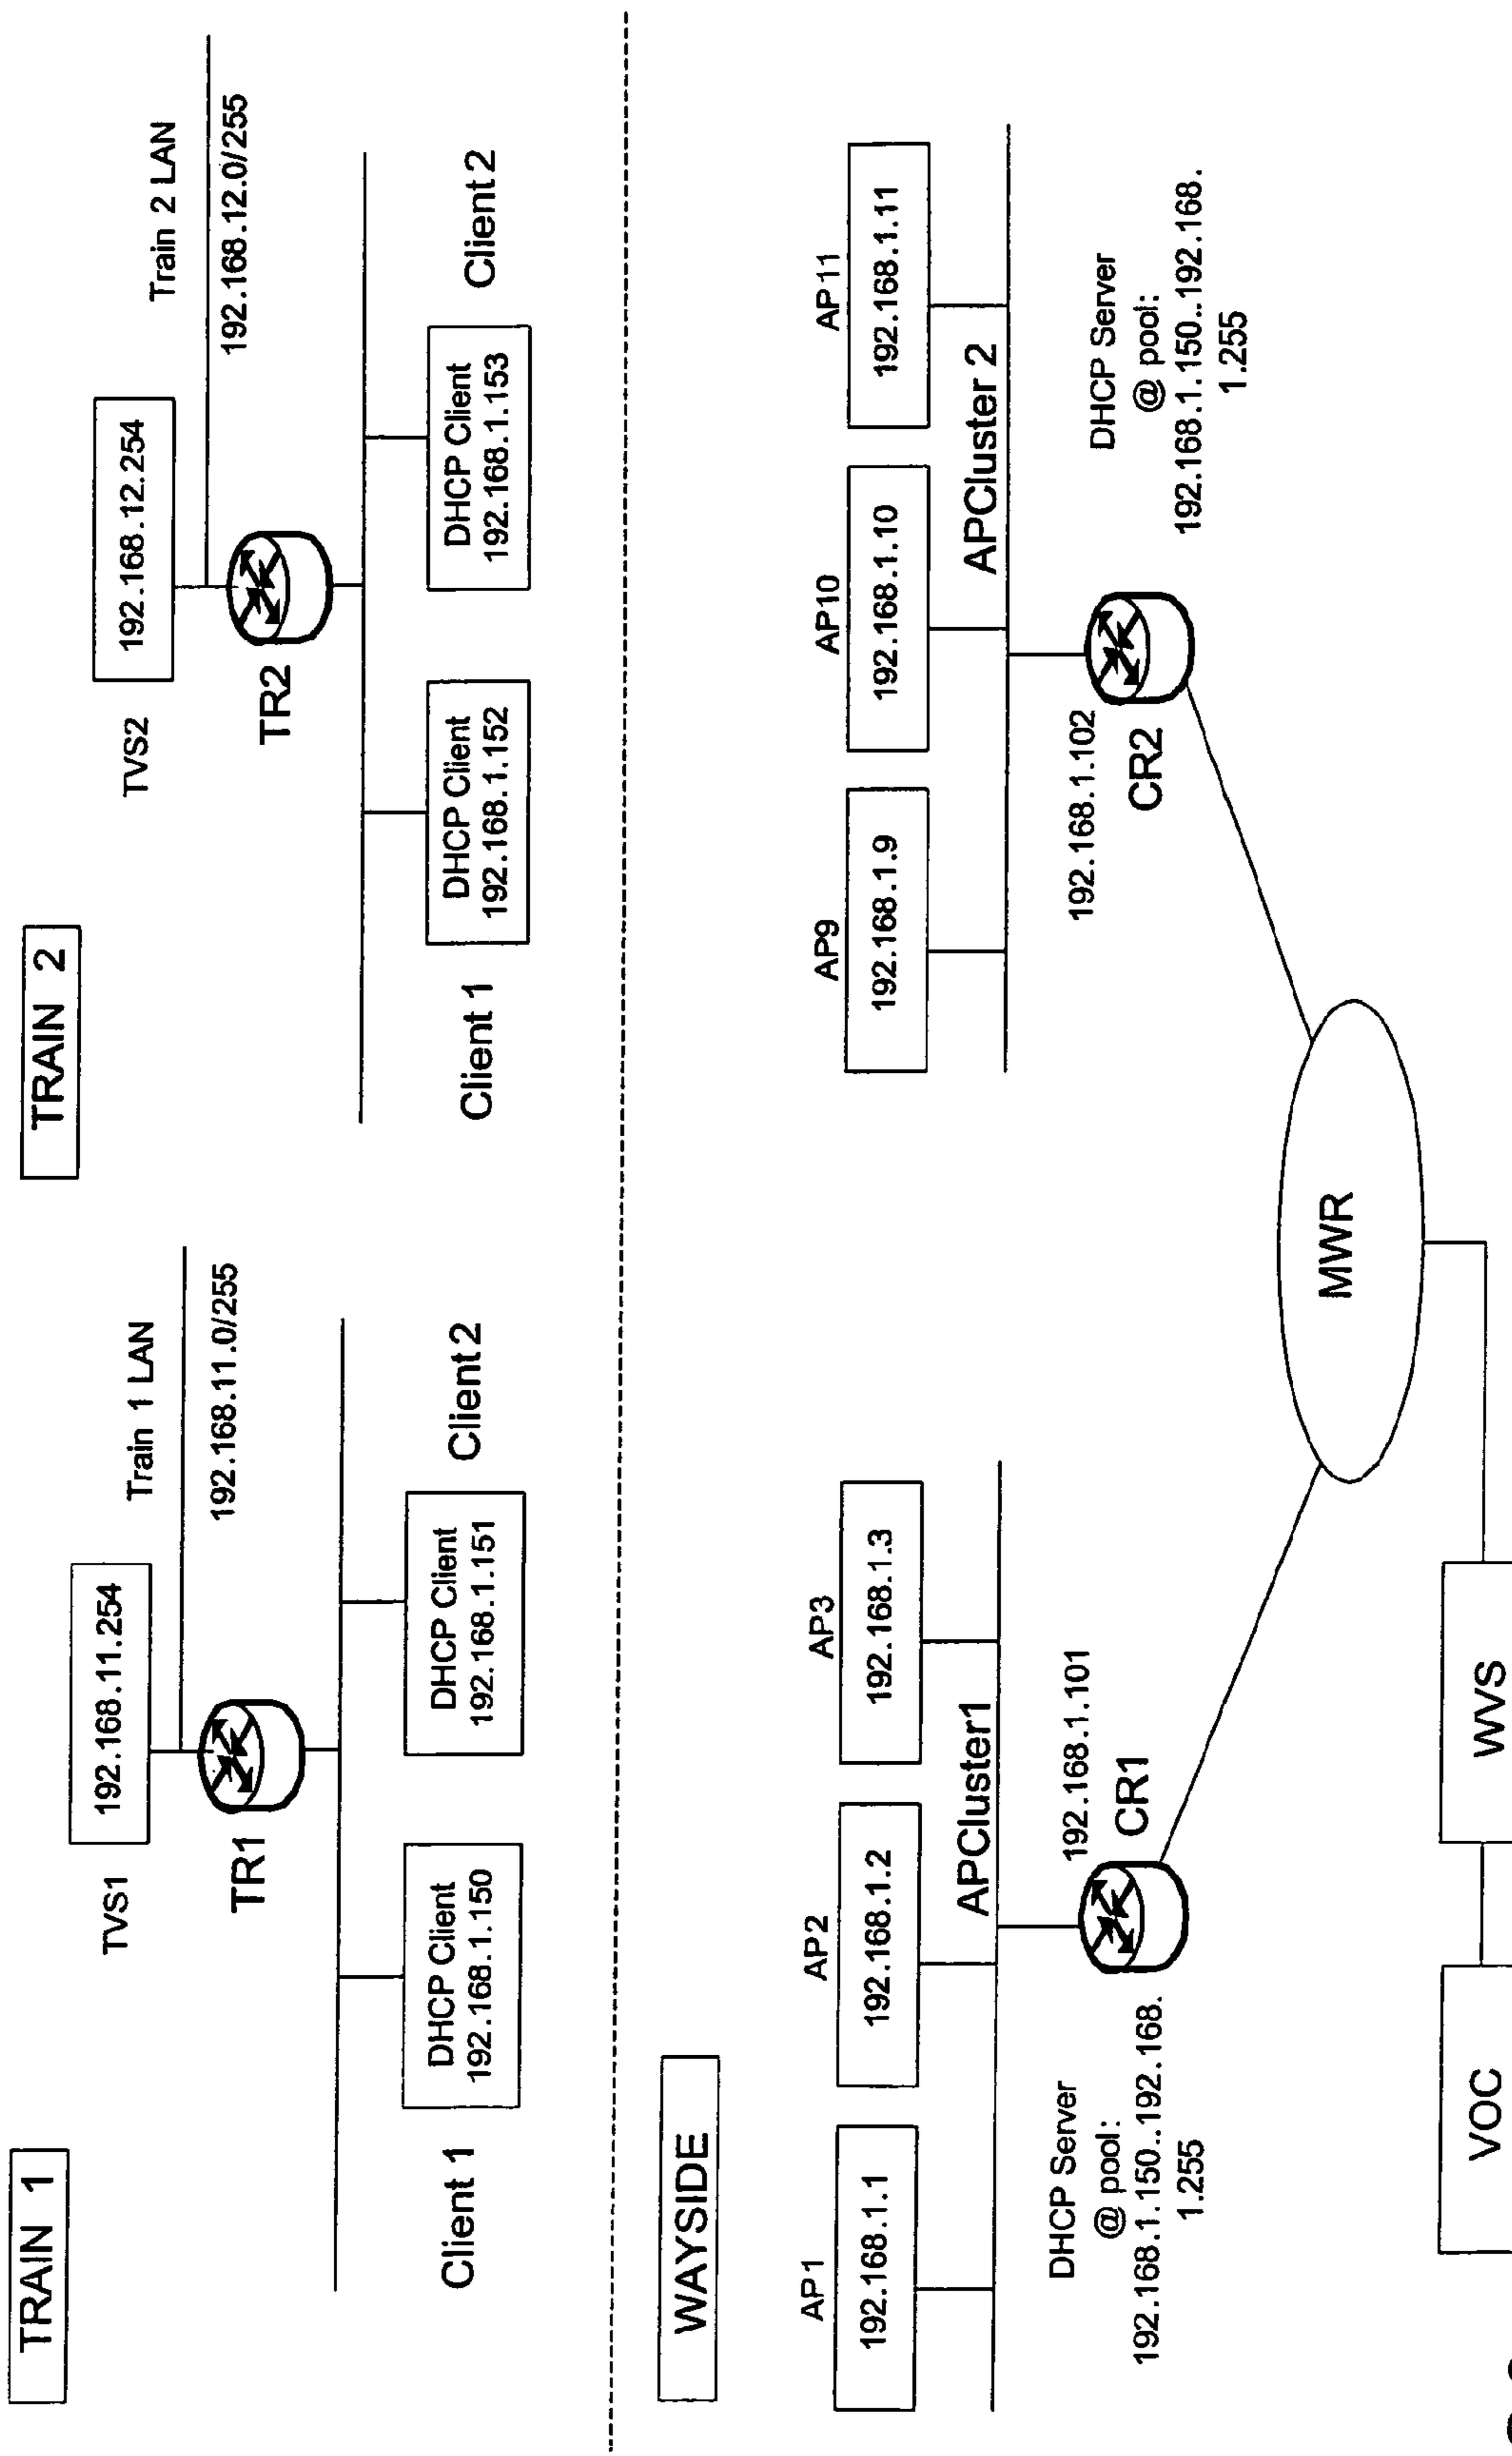 TRAIN 1
TVS1
192.168.11.254
Train 1 LAN
192.168.11.0/255
TR1
DHCP Client
192.168.1.150
DHCP Client
192.168.1.151
Client 1
Client 2
TRAIN 2
TVS2
192.168.12.254
Train 2 LAN
192.168.12.0/255
TR2
DHCP Client
192.168.1.152
DHCP Client
192.168.1.153
Client 1
Client 2
WAYSIDE
AP1
192.168.1.1
AP2
192.168.1.2
AP3
192.168.1.3
APCluster1
DHCP Server
@ pool:
192.168.1.150..192.168.
1.255
192.168.1.101
CR1
AP9
192.168.1.9
AP10
192.168.1.10
AP11
192.168.1.11
APCluster 2
192.168.1.102
CR2
DHCP Server
@ pool:
192.168.1.150..192.168.
1.255
MWR
VOC
WVS